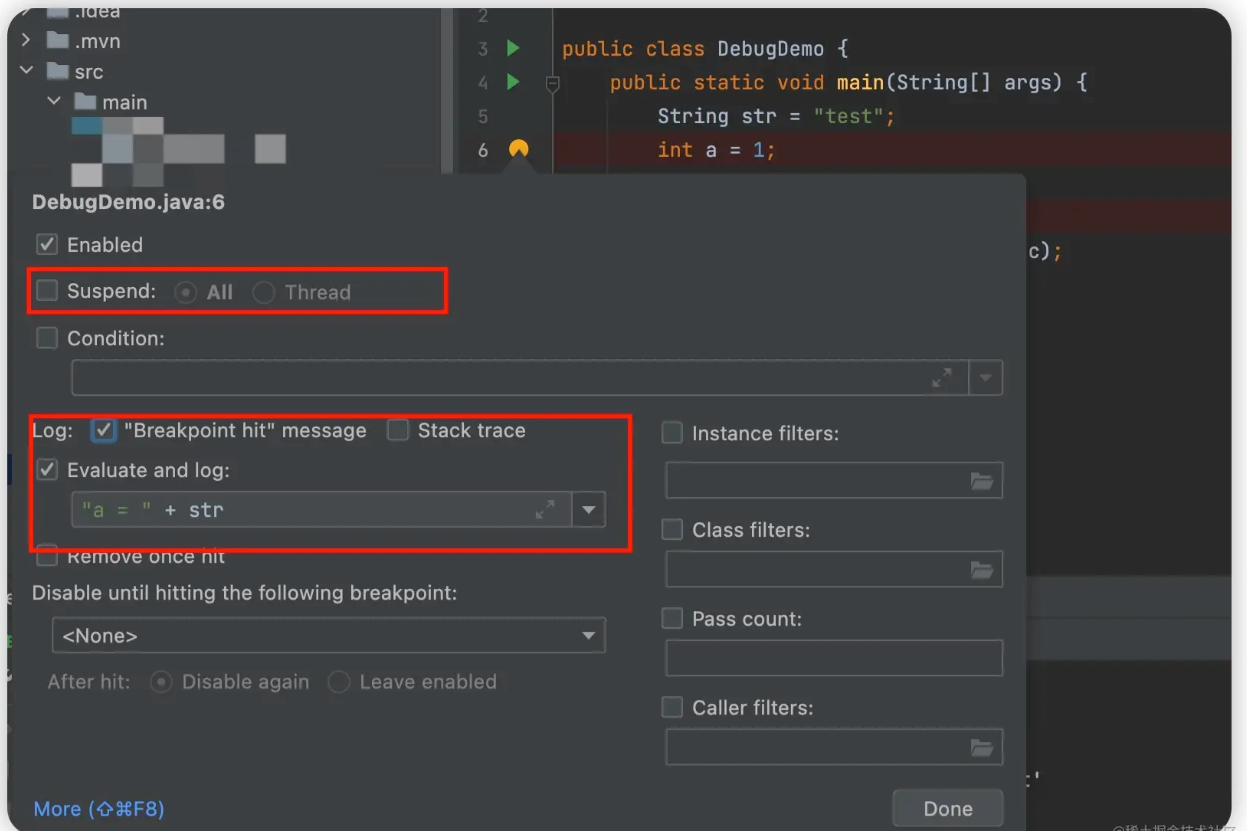 .idea
.mvn
src
main
2
3 public class DebugDemo {
4 public static void main(String[] args) {
5 String str = "test";
6 int a = 1;
c);
DebugDemo.java:6
Enabled
Suspend: All Thread
Condition:
Log: "Breakpoint hit" message Stack trace
Evaluate and log:
"a = " + str
Remove once hit
Disable until hitting the following breakpoint:
<None>
After hit: Disable again Leave enabled
Instance filters:
Class filters:
Pass count:
Caller filters:
More (⇧⌘F8)
Done
@稀土掘金技术社区